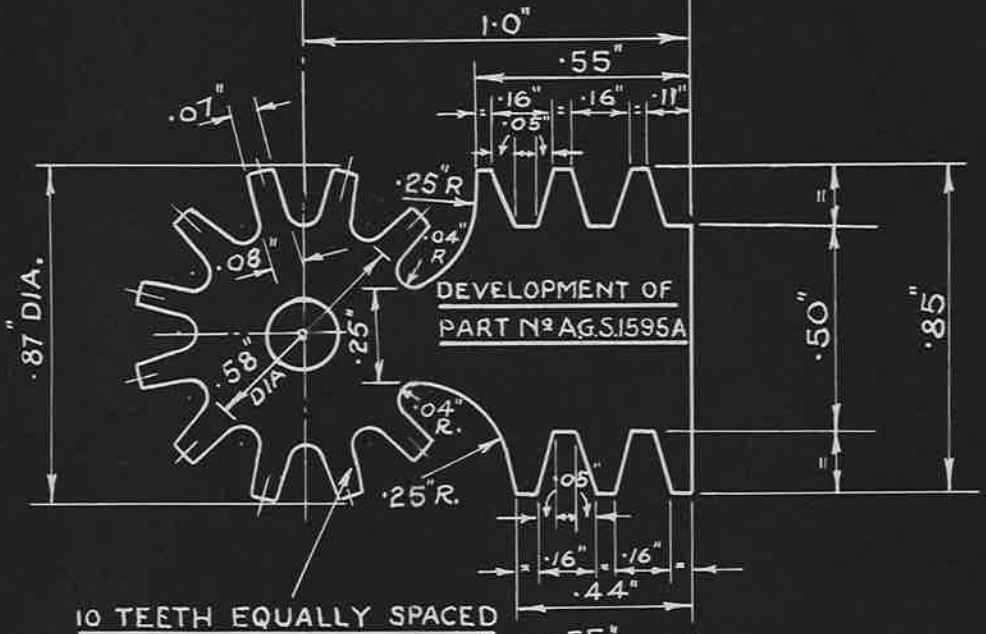 1·0"
·55"
= ·16" = ·16" = ·11"
·05"
·07"
·25"R
"
·04"
R
·08"
DEVELOPMENT OF
PART Nº A.G.S.1595A
·87" DIA.
·25"
·50"
·85"
·58"
DIA
·04"
R.
·25"R.
"
·05"
= ·16" = ·16" =
·44"
10 TEETH EQUALLY SPACED